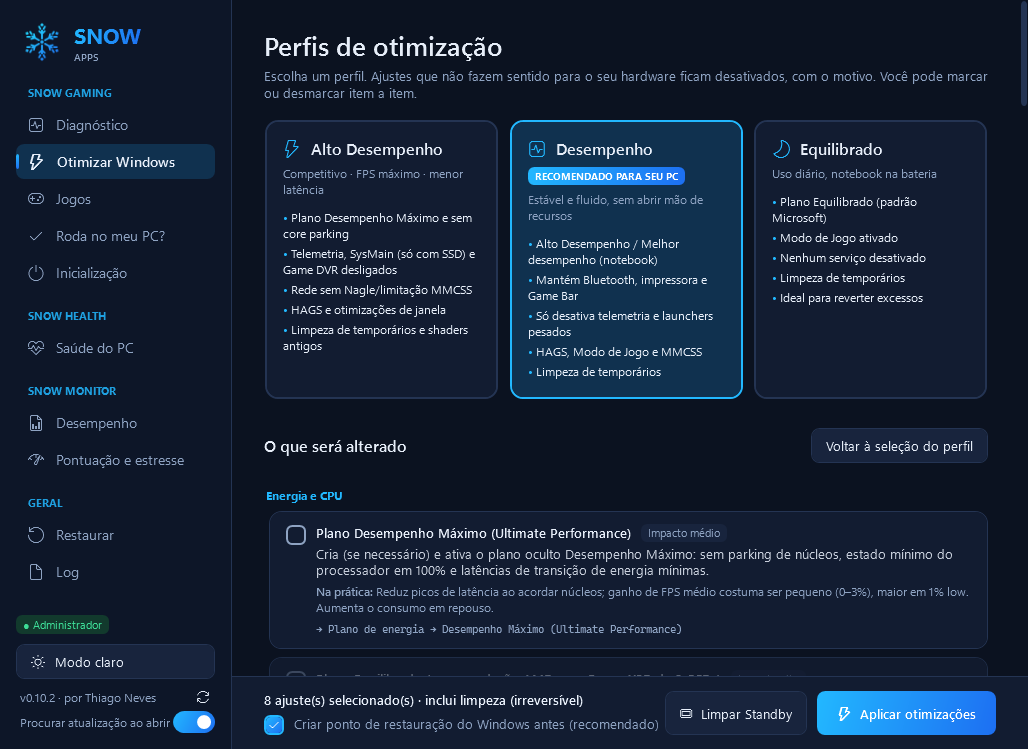 SNOW
APPS
SNOW GAMING
Diagnóstico
Otimizar Windows
Jogos
Roda no meu PC?
Inicialização
SNOW HEALTH
Saúde do PC
SNOW MONITOR
Desempenho
Pontuação e estresse
GERAL
Restaurar
Log
● Administrador
Modo claro
v0.10.2 · por Thiago Neves
Procurar atualização ao abrir
Perfis de otimização
Escolha um perfil. Ajustes que não fazem sentido para o seu hardware ficam desativados, com o motivo. Você pode marcar
ou desmarcar item a item.
Alto Desempenho
Competitivo · FPS máximo · menor
latência
• Plano Desempenho Máximo e sem
core parking
• Telemetria, SysMain (só com SSD) e
Game DVR desligados
• Rede sem Nagle/limitação MMCSS
• HAGS e otimizações de janela
• Limpeza de temporários e shaders
antigos
Desempenho
RECOMENDADO PARA SEU PC
Estável e fluido, sem abrir mão de
recursos
• Alto Desempenho / Melhor
desempenho (notebook)
• Mantém Bluetooth, impressora e
Game Bar
• Só desativa telemetria e launchers
pesados
• HAGS, Modo de Jogo e MMCSS
• Limpeza de temporários
Equilibrado
Uso diário, notebook na bateria
• Plano Equilibrado (padrão
Microsoft)
• Modo de Jogo ativado
• Nenhum serviço desativado
• Limpeza de temporários
• Ideal para reverter excessos
O que será alterado
Voltar à seleção do perfil
Energia e CPU
Plano Desempenho Máximo (Ultimate Performance)
Impacto médio
Cria (se necessário) e ativa o plano oculto Desempenho Máximo: sem parking de núcleos, estado mínimo do
processador em 100% e latências de transição de energia mínimas.
Na prática: Reduz picos de latência ao acordar núcleos; ganho de FPS médio costuma ser pequeno (0–3%), maior em 1% low.
Aumenta o consumo em repouso.
→ Plano de energia → Desempenho Máximo (Ultimate Performance)
8 ajuste(s) selecionado(s) · inclui limpeza (irreversível)
Criar ponto de restauração do Windows antes (recomendado)
Limpar Standby
Aplicar otimizações